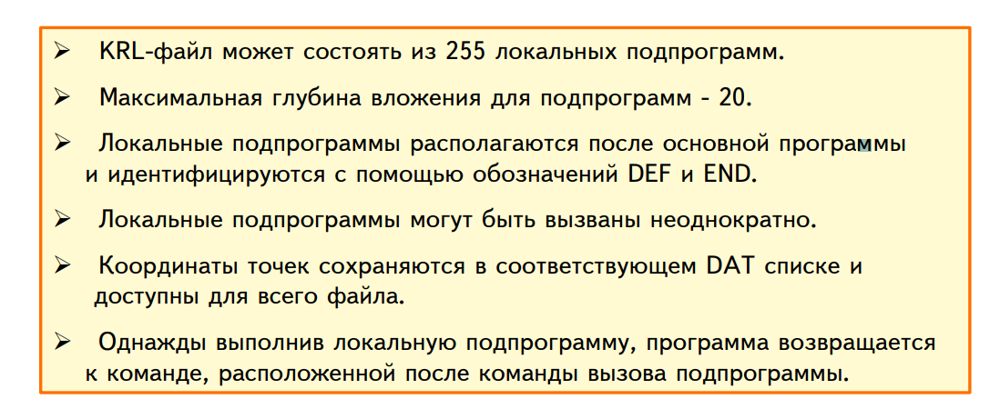 ➢ KRL-файл может состоять из 255 локальных подпрограмм.
➢ Максимальная глубина вложения для подпрограмм - 20.
➢ Локальные подпрограммы располагаются после основной программы
и идентифицируются с помощью обозначений DEF и END.
➢ Локальные подпрограммы могут быть вызваны неоднократно.
➢ Координаты точек сохраняются в соответствующем DAT списке и
доступны для всего файла.
➢ Однажды выполнив локальную подпрограмму, программа возвращается
к команде, расположенной после команды вызова подпрограммы.